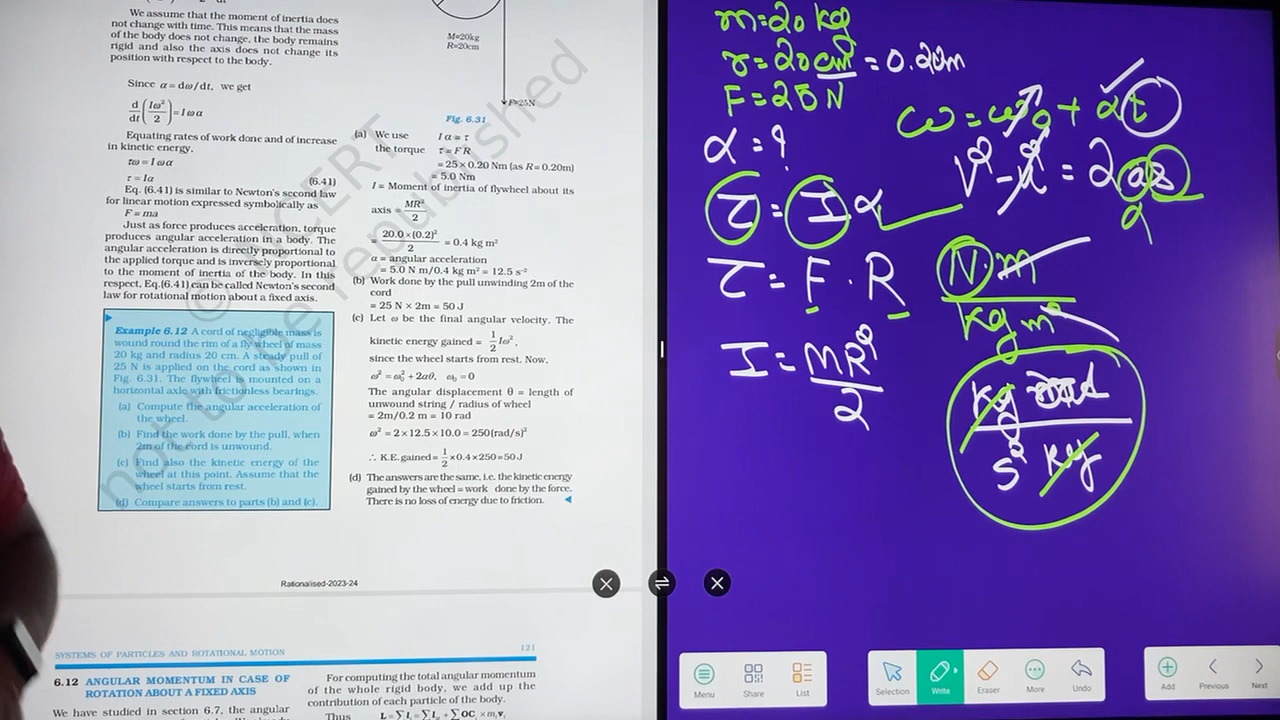 We assume that the moment of inertia does
not change with time. This means that the mass
of the body does not change, the body remains
rigid and also the axis does not change its
position with respect to the body.
Since α = dω/dt, we get
d/dt (Iω²/2) = I ω α
Equating rates of work done and of increase
in kinetic energy,
τω = I ω α
τ = Iα (6.41)
Eq. (6.41) is similar to Newton's second law
for linear motion expressed symbolically as
F = ma
Just as force produces acceleration, torque
produces angular acceleration in a body. The
angular acceleration is directly proportional to
the applied torque and is inversely proportional
to the moment of inertia of the body. In this
respect, Eq.(6.41) can be called Newton's second
law for rotational motion about a fixed axis.
Example 6.12 A cord of negligible mass is
wound round the rim of a fly wheel of mass
20 kg and radius 20 cm. A steady pull of
25 N is applied on the cord as shown in
Fig. 6.31. The flywheel is mounted on a
horizontal axle with frictionless bearings.
(a) Compute the angular acceleration of
the wheel.
(b) Find the work done by the pull, when
2m of the cord is unwound.
(c) Find also the kinetic energy of the
wheel at this point. Assume that the
wheel starts from rest.
(d) Compare answers to parts (b) and (c).
M=20kg
R=20cm
F=25N
Fig. 6.31
(a) We use I α = τ
the torque τ = F R
= 25 × 0.20 Nm (as R = 0.20m)
= 5.0 Nm
I = Moment of inertia of flywheel about its
axis = MR²/2
= 20.0 × (0.2)²/2 = 0.4 kg m²
α = angular acceleration
= 5.0 N m/0.4 kg m² = 12.5 s⁻²
(b) Work done by the pull unwinding 2m of the
cord
= 25 N × 2m = 50 J
(c) Let ω be the final angular velocity. The
kinetic energy gained = 1/2 Iω²,
since the wheel starts from rest. Now,
ω² = ω₀² + 2αθ, ω₀ = 0
The angular displacement θ = length of
unwound string / radius of wheel
= 2m/0.2 m = 10 rad
ω² = 2 × 12.5 × 10.0 = 250 (rad/s)²
∴ K.E. gained = 1/2 × 0.4 × 250 = 50 J
(d) The answers are the same, i.e. the kinetic energy
gained by the wheel = work done by the force.
There is no loss of energy due to friction.
© NCERT
not to be republished
Rationalised-2023-24
SYSTEMS OF PARTICLES AND ROTATIONAL MOTION 121
6.12 ANGULAR MOMENTUM IN CASE OF
ROTATION ABOUT A FIXED AXIS
We have studied in section 6.7, the angular
For computing the total angular momentum
of the whole rigid body, we add up the
contribution of each particle of the body.
Thus
m=20 kg
r=20cm = 0.20m
F=25N
α = ?
τ = I α
τ = F . R
I = MR²/2
ω = ω₀ + αt
v² - u² = 2as
α
N.m
kg m²
kg
s² kg
Menu
Share
List
Selection
Write
Eraser
More
Undo
Add
Previous
Next